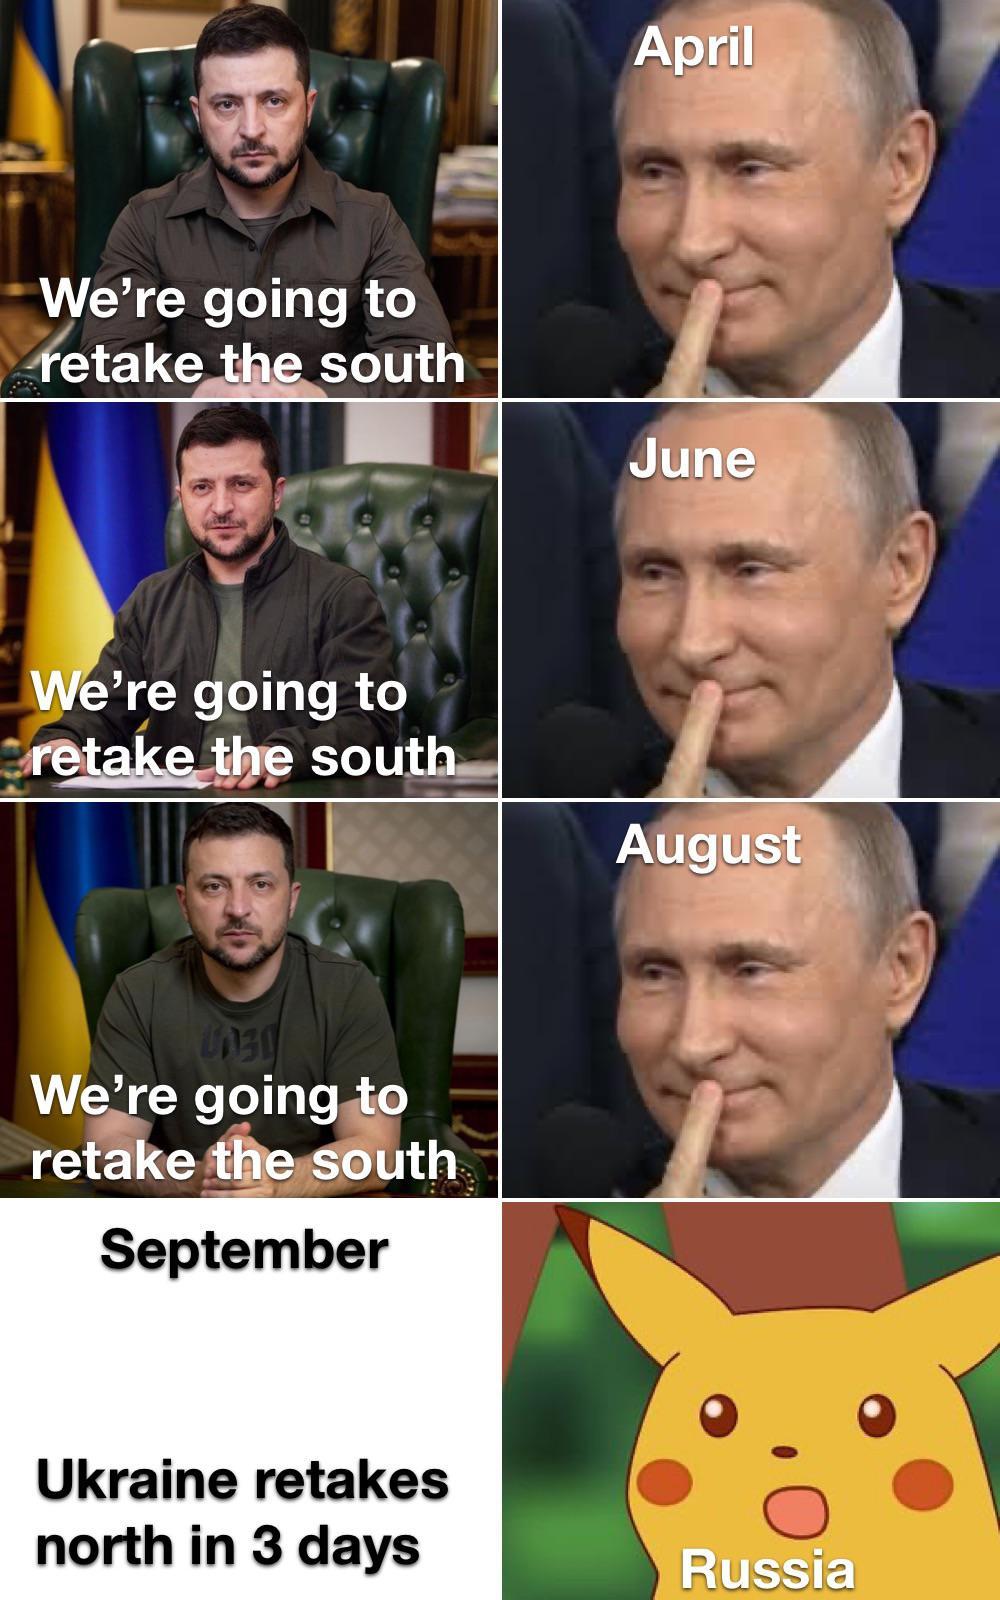 We’re going to
retake the south
April
We’re going to
retake the south
June
We’re going to
retake the south
August
September
Ukraine retakes
north in 3 days
Russia